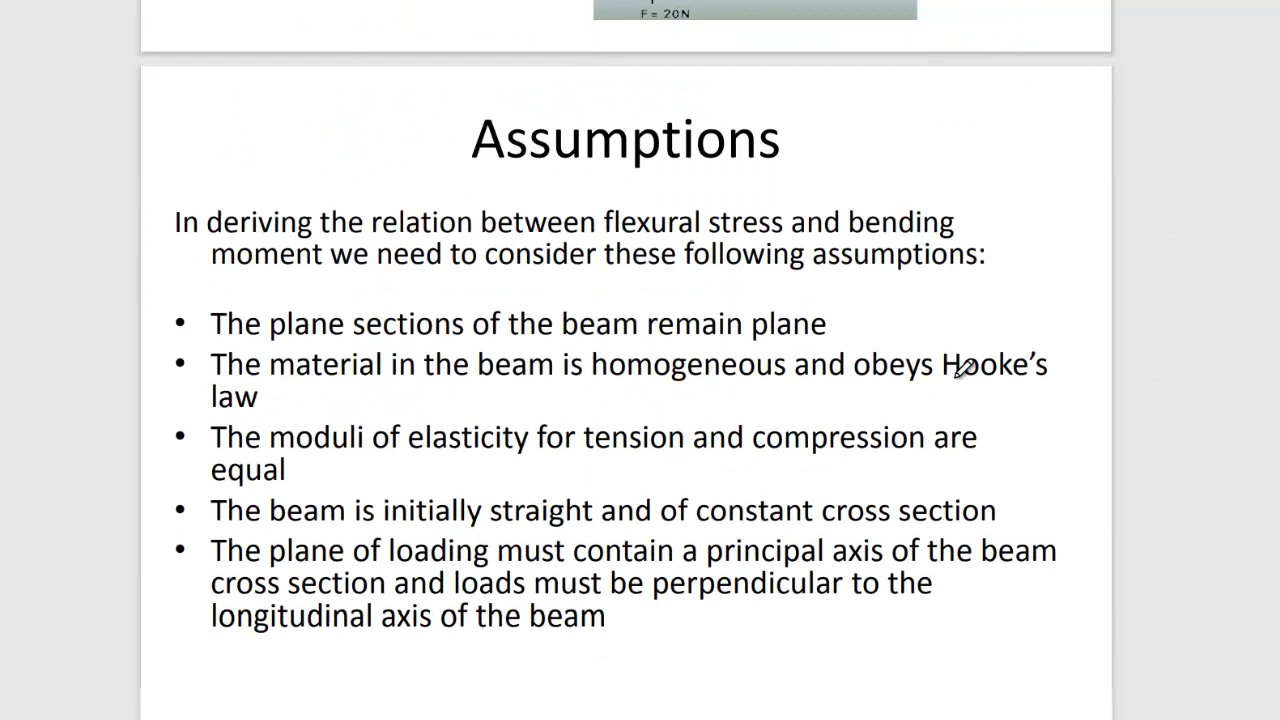 F = 20N
Assumptions
In deriving the relation between flexural stress and bending
moment we need to consider these following assumptions:
• The plane sections of the beam remain plane
• The material in the beam is homogeneous and obeys Hooke’s
law
• The moduli of elasticity for tension and compression are
equal
• The beam is initially straight and of constant cross section
• The plane of loading must contain a principal axis of the beam
cross section and loads must be perpendicular to the
longitudinal axis of the beam